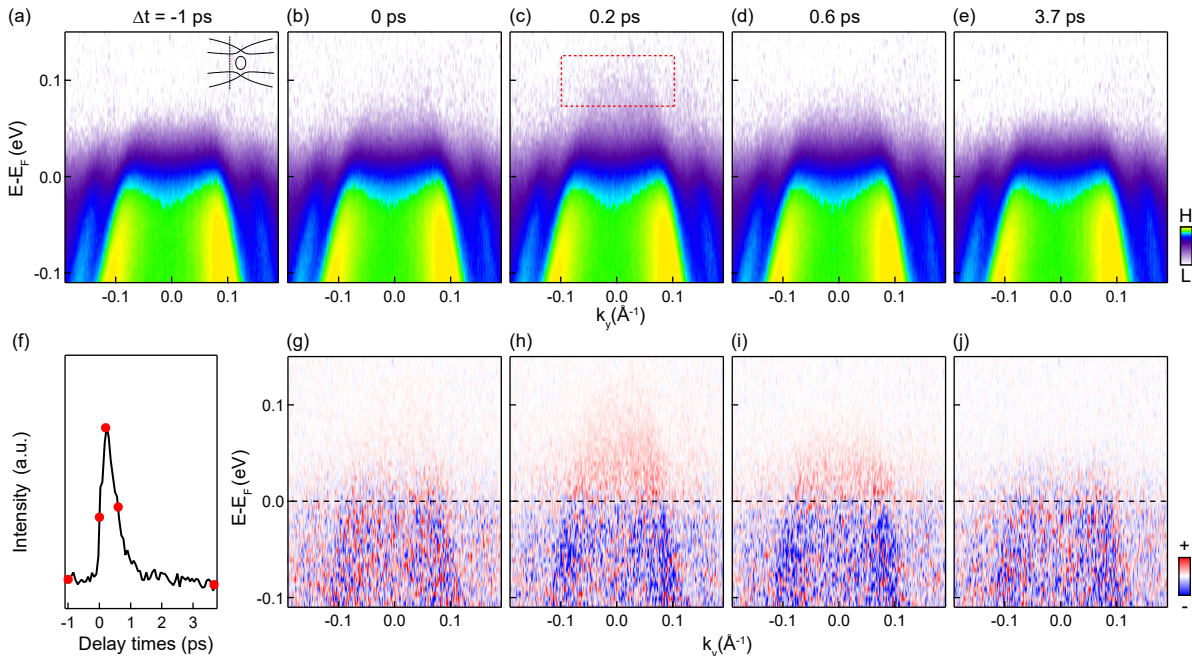 (a) Δt = -1 ps (b) 0 ps (c) 0.2 ps (d) 0.6 ps (e) 3.7 ps
E-E_F (eV)
0.1
0.0
-0.1
-0.1 0.0 0.1
-0.1 0.0 0.1
-0.1 0.0 0.1
-0.1 0.0 0.1
-0.1 0.0 0.1
k_y(Å⁻¹)
H
L
(f) (g) (h) (i) (j)
Intensity (a.u.)
-1 0 1 2 3
Delay times (ps)
E-E_F (eV)
0.1
0.0
-0.1
-0.1 0.0 0.1
-0.1 0.0 0.1
-0.1 0.0 0.1
-0.1 0.0 0.1
k_y(Å⁻¹)
+
-